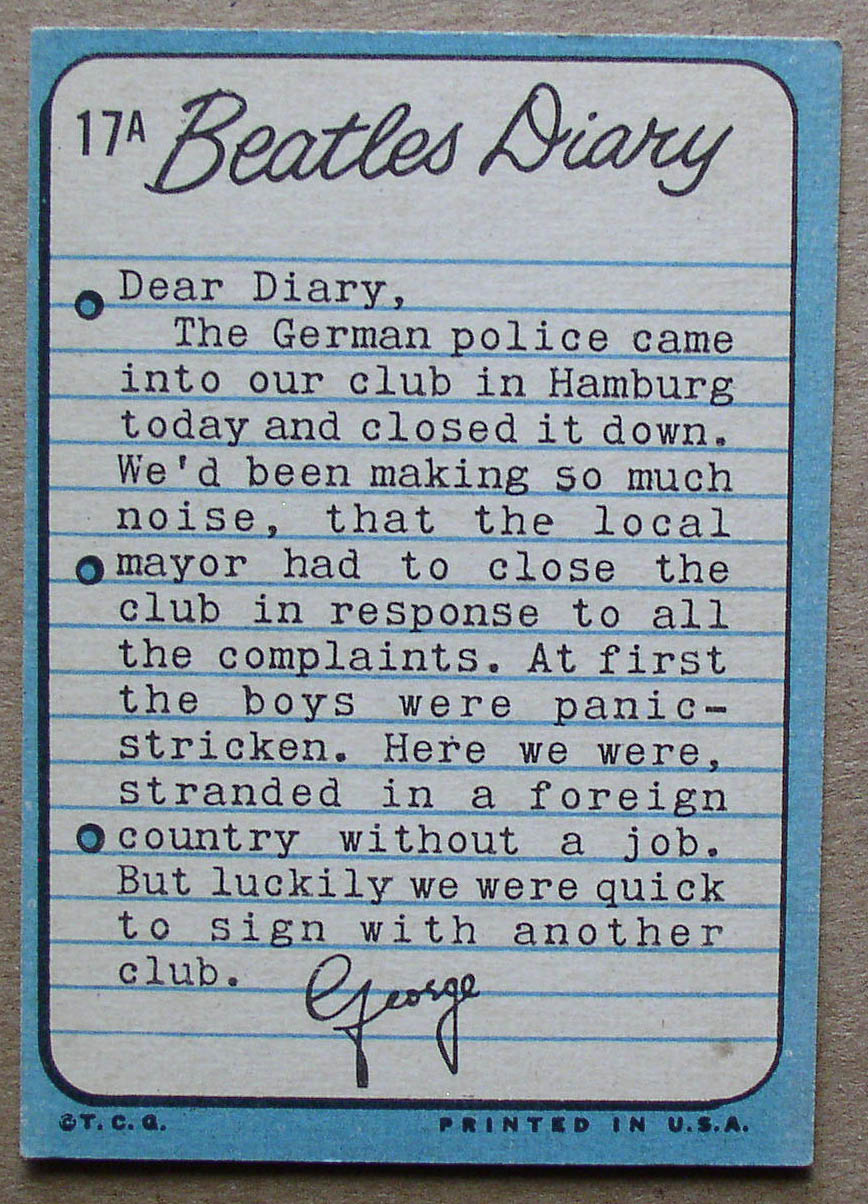 17A Beatles Diary
Dear Diary,
The German police came
into our club in Hamburg
today and closed it down.
We'd been making so much
noise, that the local
mayor had to close the
club in response to all
the complaints. At first
the boys were panic-
stricken. Here we were,
stranded in a foreign
country without a job.
But luckily we were quick
to sign with another
club. George
©T.C.G. PRINTED IN U.S.A.